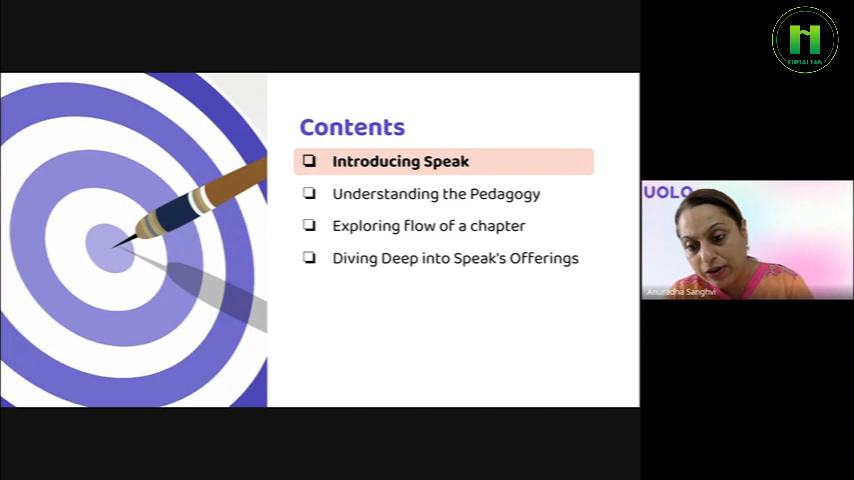 Contents
Introducing Speak
Understanding the Pedagogy
Exploring flow of a chapter
Diving Deep into Speak's Offerings
UOLO
Anuradha Sanghvi